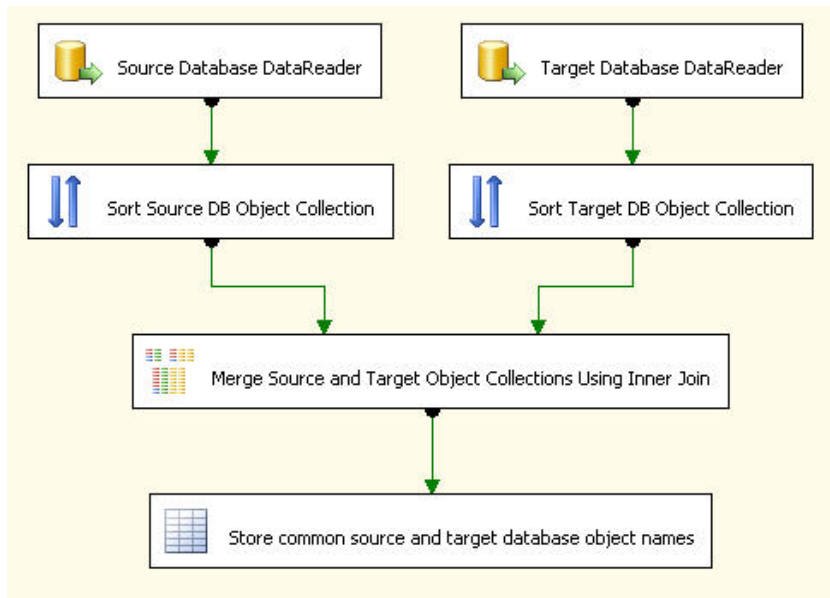 Source Database DataReader
Target Database DataReader
Sort Source DB Object Collection
Sort Target DB Object Collection
Merge Source and Target Object Collections Using Inner Join
Store common source and target database object names